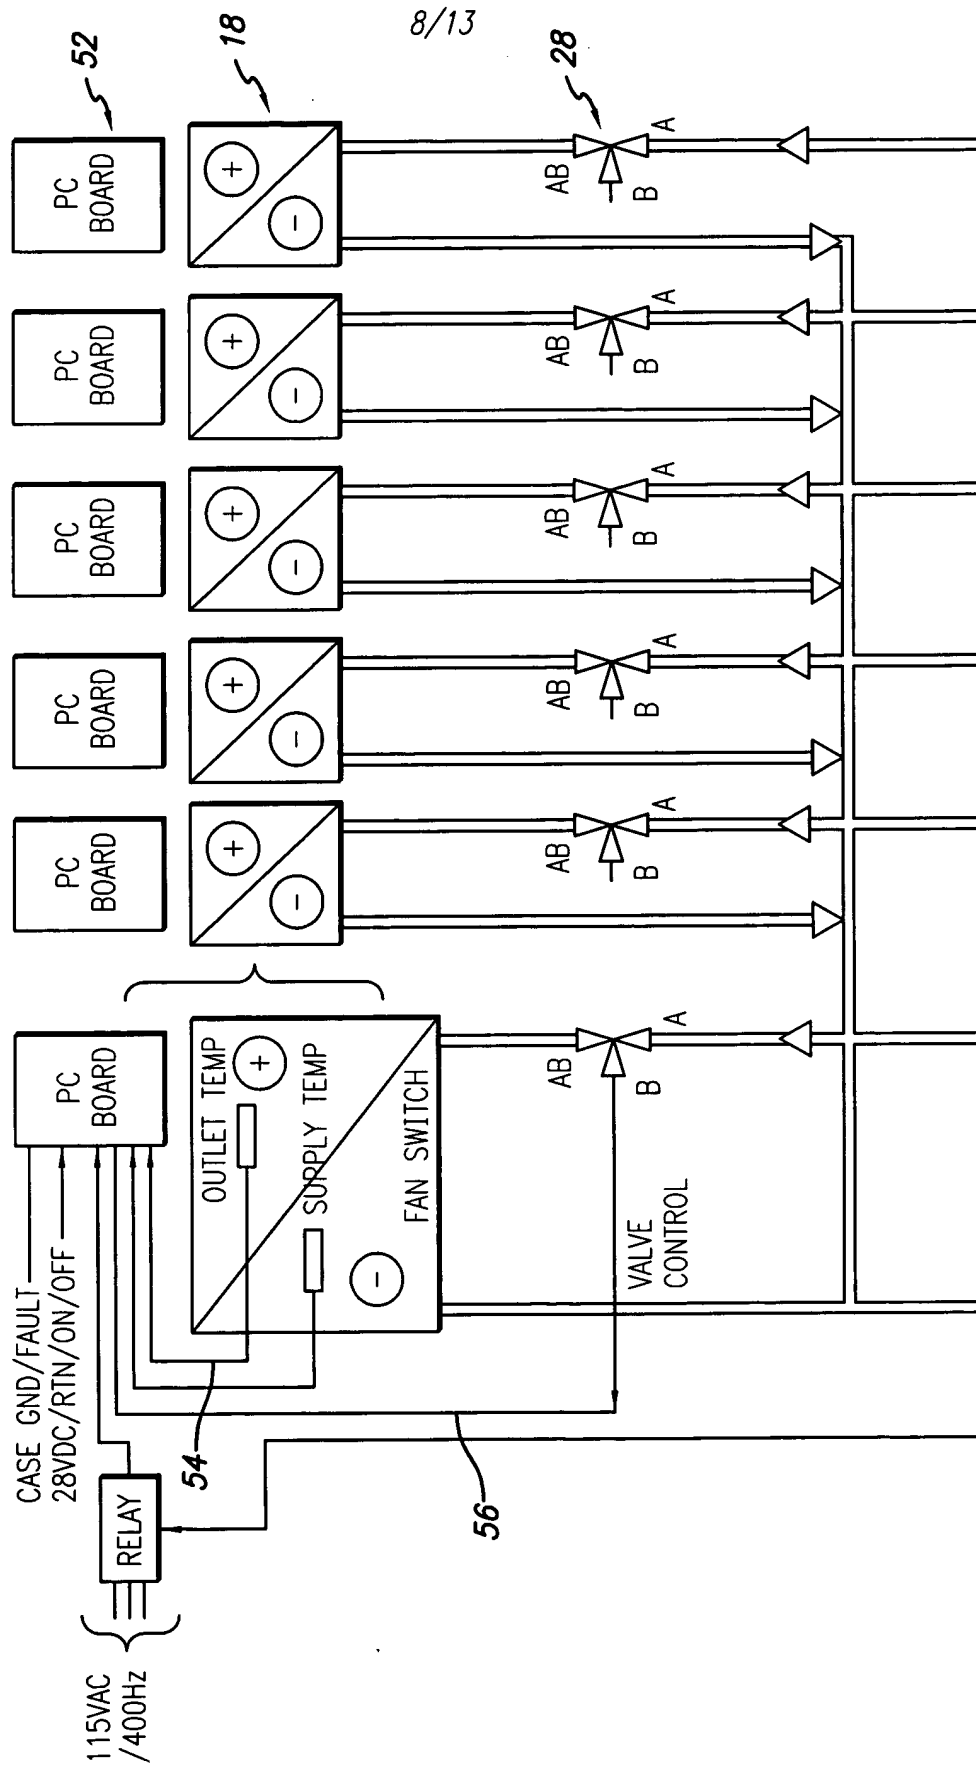 8/13
115VAC
/400Hz
RELAY
CASE GND/FAULT
28VDC/RTN/ON/OFF
54
56
PC
BOARD
PC
BOARD
PC
BOARD
PC
BOARD
PC
BOARD
PC
BOARD
52
OUTLET TEMP
+
SUPPLY TEMP
-
FAN SWITCH
+
-
+
-
+
-
+
-
+
-
18
VALVE
CONTROL
AB
B
A
AB
B
A
AB
B
A
AB
B
A
AB
B
A
AB
B
A
28